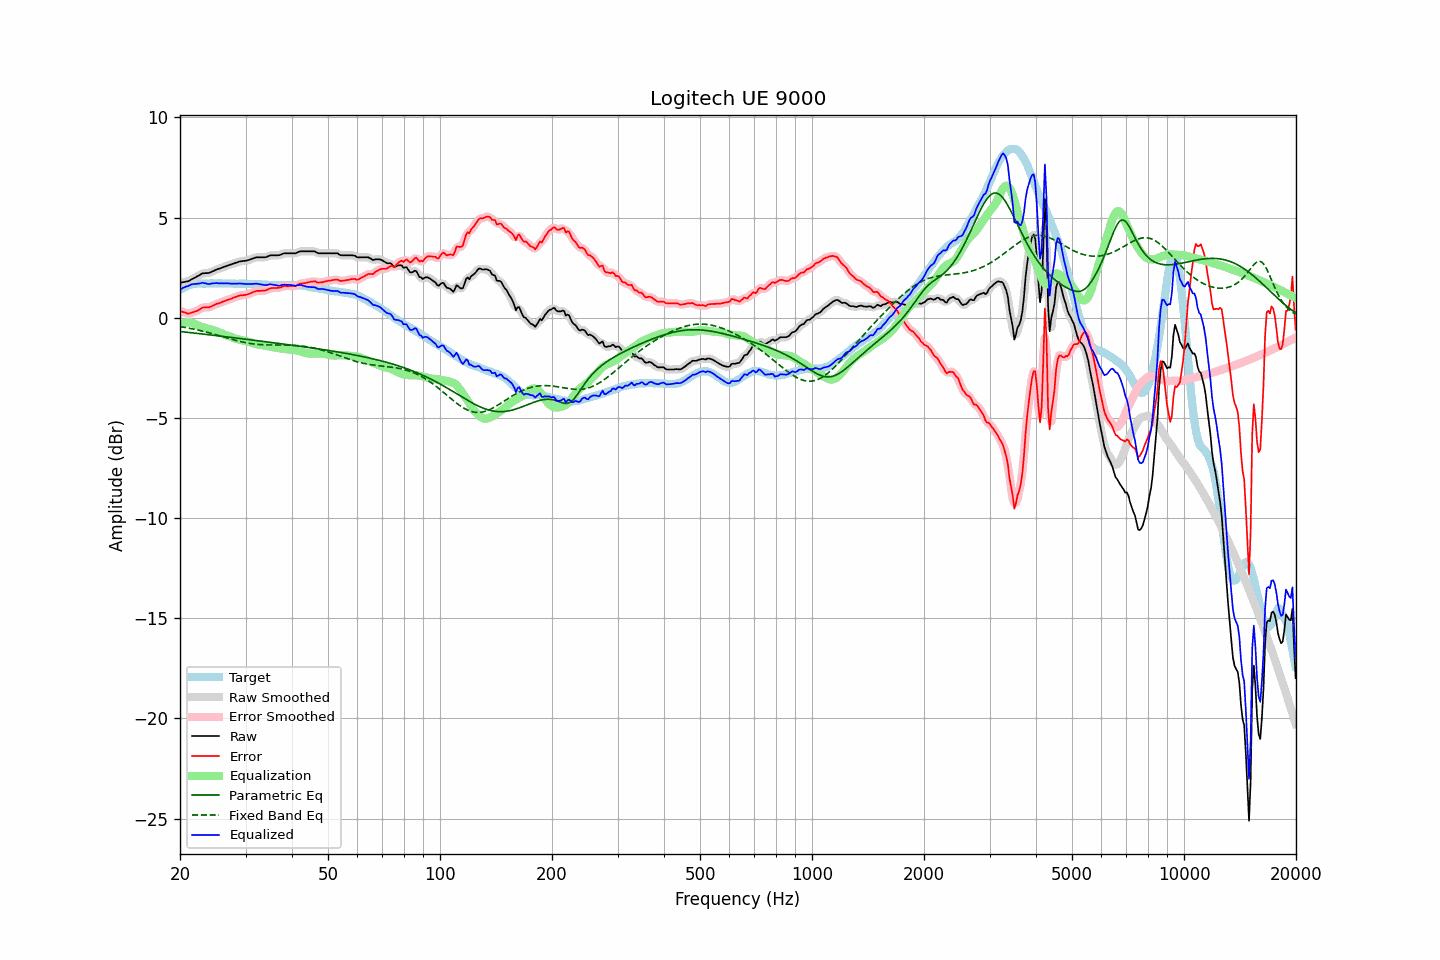 Logitech UE 9000
10
5
0
−5
−10
−15
−20
−25
Amplitude (dBr)
Target
Raw Smoothed
Error Smoothed
Raw
Error
Equalization
Parametric Eq
Fixed Band Eq
Equalized
20 50 100 200 500 1000 2000 5000 10000 20000
Frequency (Hz)